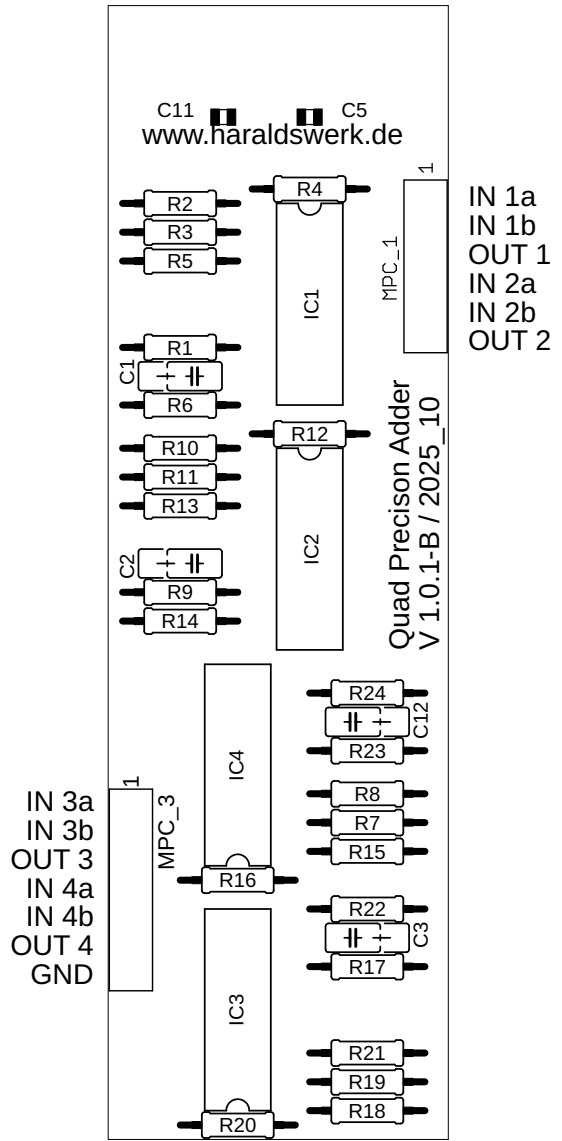 C11
C5
www.haraldswerk.de
R4
1
R2
R3
R5
IC1
MPC_1
IN 1a
IN 1b
OUT 1
IN 2a
IN 2b
OUT 2
R1
C1
R6
R12
R10
R11
R13
IC2
C2
R9
R14
Quad Precison Adder
V 1.0.1-B / 2025_10
R24
C12
R23
IC4
1
MPC_3
IN 3a
IN 3b
OUT 3
IN 4a
IN 4b
OUT 4
GND
R8
R7
R15
R16
R22
C3
R17
IC3
R21
R19
R18
R20